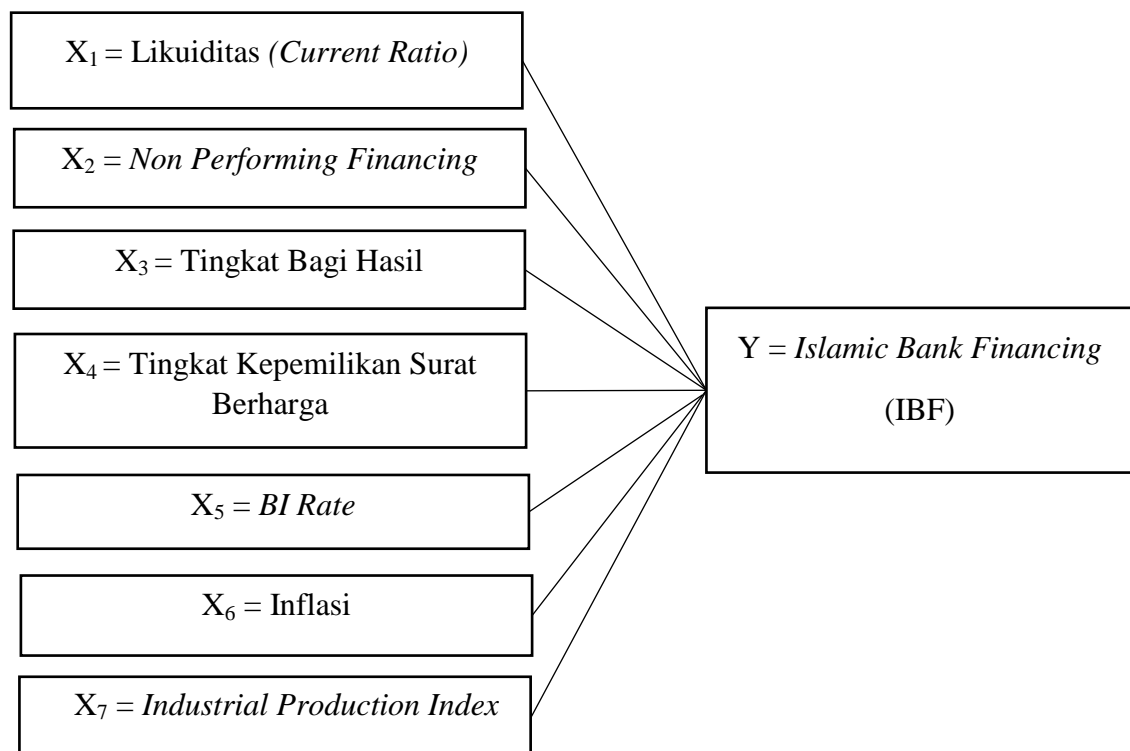 X₁ = Likuiditas (Current Ratio)
X₂ = Non Performing Financing
X₃ = Tingkat Bagi Hasil
X₄ = Tingkat Kepemilikan Surat
Berharga
X₅ = BI Rate
X₆ = Inflasi
X₇ = Industrial Production Index
Y = Islamic Bank Financing
(IBF)